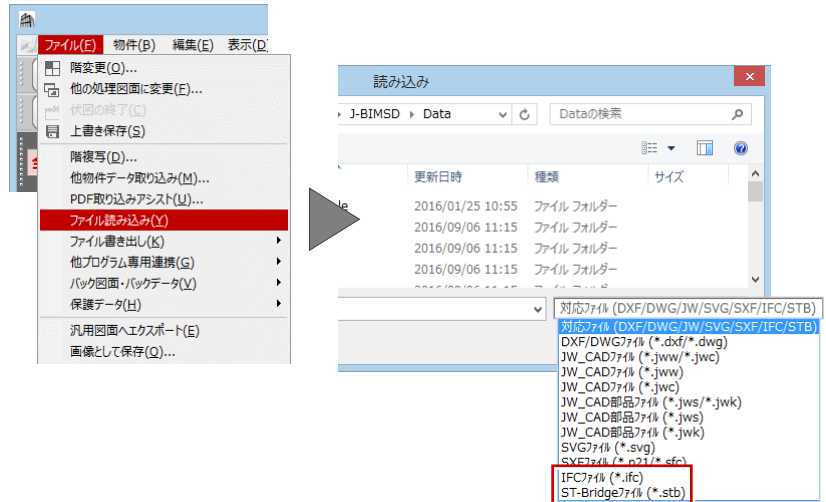 ファイル(F) 物件(B) 編集(E) 表示(D)
階変更(O)...
他の処理図面に変更(F)...
伏図の終了(C)
上書き保存(S)
階複写(D)...
他物件データ取り込み(M)...
PDF取り込みアシスト(U)...
ファイル読み込み(Y)
ファイル書き出し(K)
他プログラム専用連携(G)
バック図面・バックデータ(V)
保護データ(H)
汎用図面へエクスポート(E)
画像として保存(Q)...
読み込み
J-BIMSD Data Dataの検索
更新日時 種類 サイズ
2016/01/25 10:55 ファイル フォルダー
2016/09/06 11:15 ファイル フォルダー
2016/09/06 11:15 ファイル フォルダー
2016/09/06 11:15 ファイル フォルダー
対応ファイル (DXF/DWG/JW/SVG/SXF/IFC/STB)
対応ファイル (DXF/DWG/JW/SVG/SXF/IFC/STB)
DXF/DWGファイル (*.dxf/*.dwg)
JW_CADファイル (*.jww/*.jwc)
JW_CADファイル (*.jww)
JW_CADファイル (*.jwc)
JW_CAD部品ファイル (*.jws/*.jwk)
JW_CAD部品ファイル (*.jws)
JW_CAD部品ファイル (*.jwk)
SVGファイル (*.svg)
SXFファイル (*.p21/*.sfc)
IFCファイル (*.ifc)
ST-Bridgeファイル (*.stb)